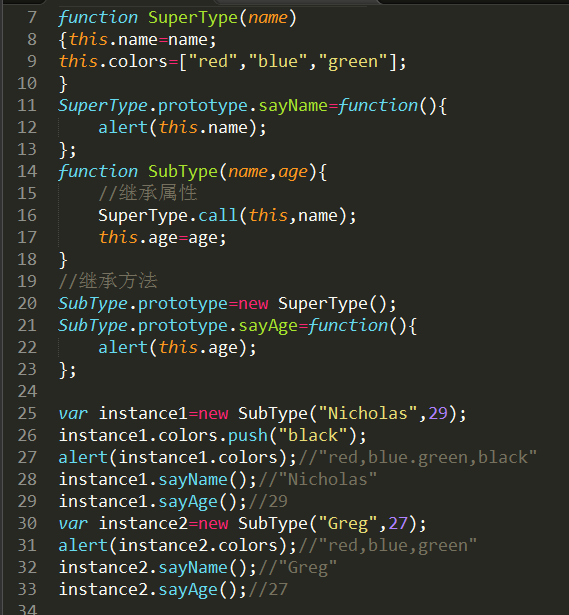 7 function SuperType(name)
8 {this.name=name;
9 this.colors=["red","blue","green"];
10 }
11 SuperType.prototype.sayName=function(){
12     alert(this.name);
13 };
14 function SubType(name,age){
15     //继承属性
16     SuperType.call(this,name);
17     this.age=age;
18 }
19 //继承方法
20 SubType.prototype=new SuperType();
21 SubType.prototype.sayAge=function(){
22     alert(this.age);
23 };
24
25 var instance1=new SubType("Nicholas",29);
26 instance1.colors.push("black");
27 alert(instance1.colors);//"red,blue.green,black"
28 instance1.sayName();//"Nicholas"
29 instance1.sayAge();//29
30 var instance2=new SubType("Greg",27);
31 alert(instance2.colors);//"red,blue,green"
32 instance2.sayName();//"Greg"
33 instance2.sayAge();//27
34